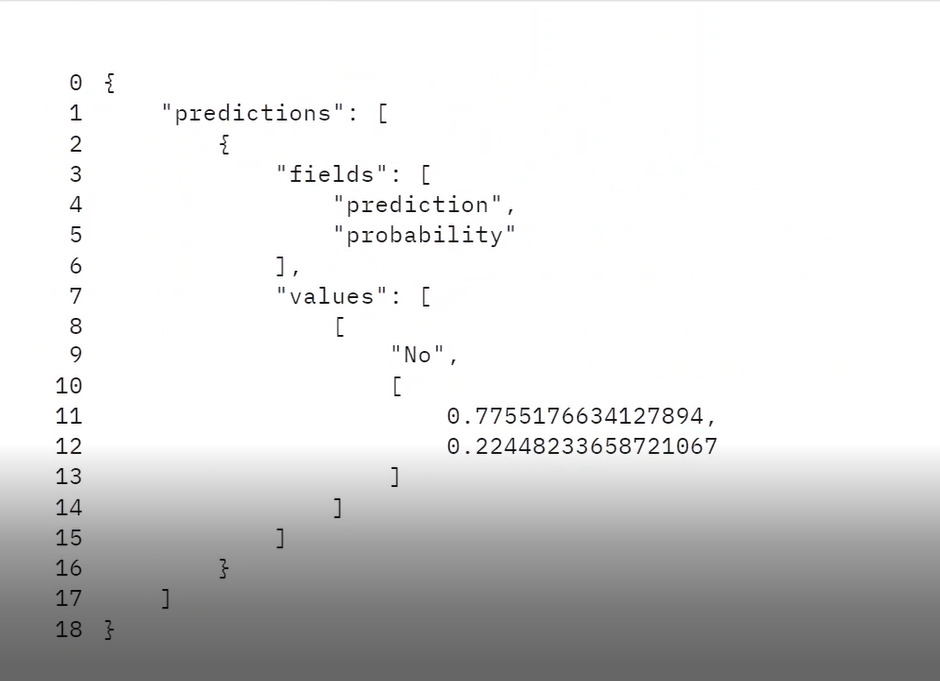 0 {
1     "predictions": [
2         {
3             "fields": [
4                 "prediction",
5                 "probability"
6             ],
7             "values": [
8                 [
9                     "No",
10                     [
11                         0.7755176634127894,
12                         0.22448233658721067
13                     ]
14                 ]
15             ]
16         }
17     ]
18 }